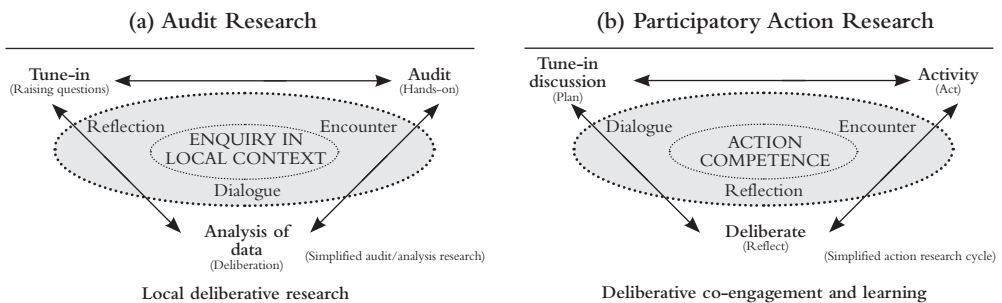 (a) Audit Research
Tune-in
(Raising questions)
Audit
(Hands-on)
Reflection
Encounter
ENQUIRY IN
LOCAL CONTEXT
Dialogue
Analysis of
data
(Deliberation)
(Simplified audit/analysis research)
Local deliberative research
(b) Participatory Action Research
Tune-in
discussion
(Plan)
Activity
(Act)
Dialogue
Encounter
ACTION
COMPETENCE
Reflection
Deliberate
(Reflect)
(Simplified action research cycle)
Deliberative co-engagement and learning